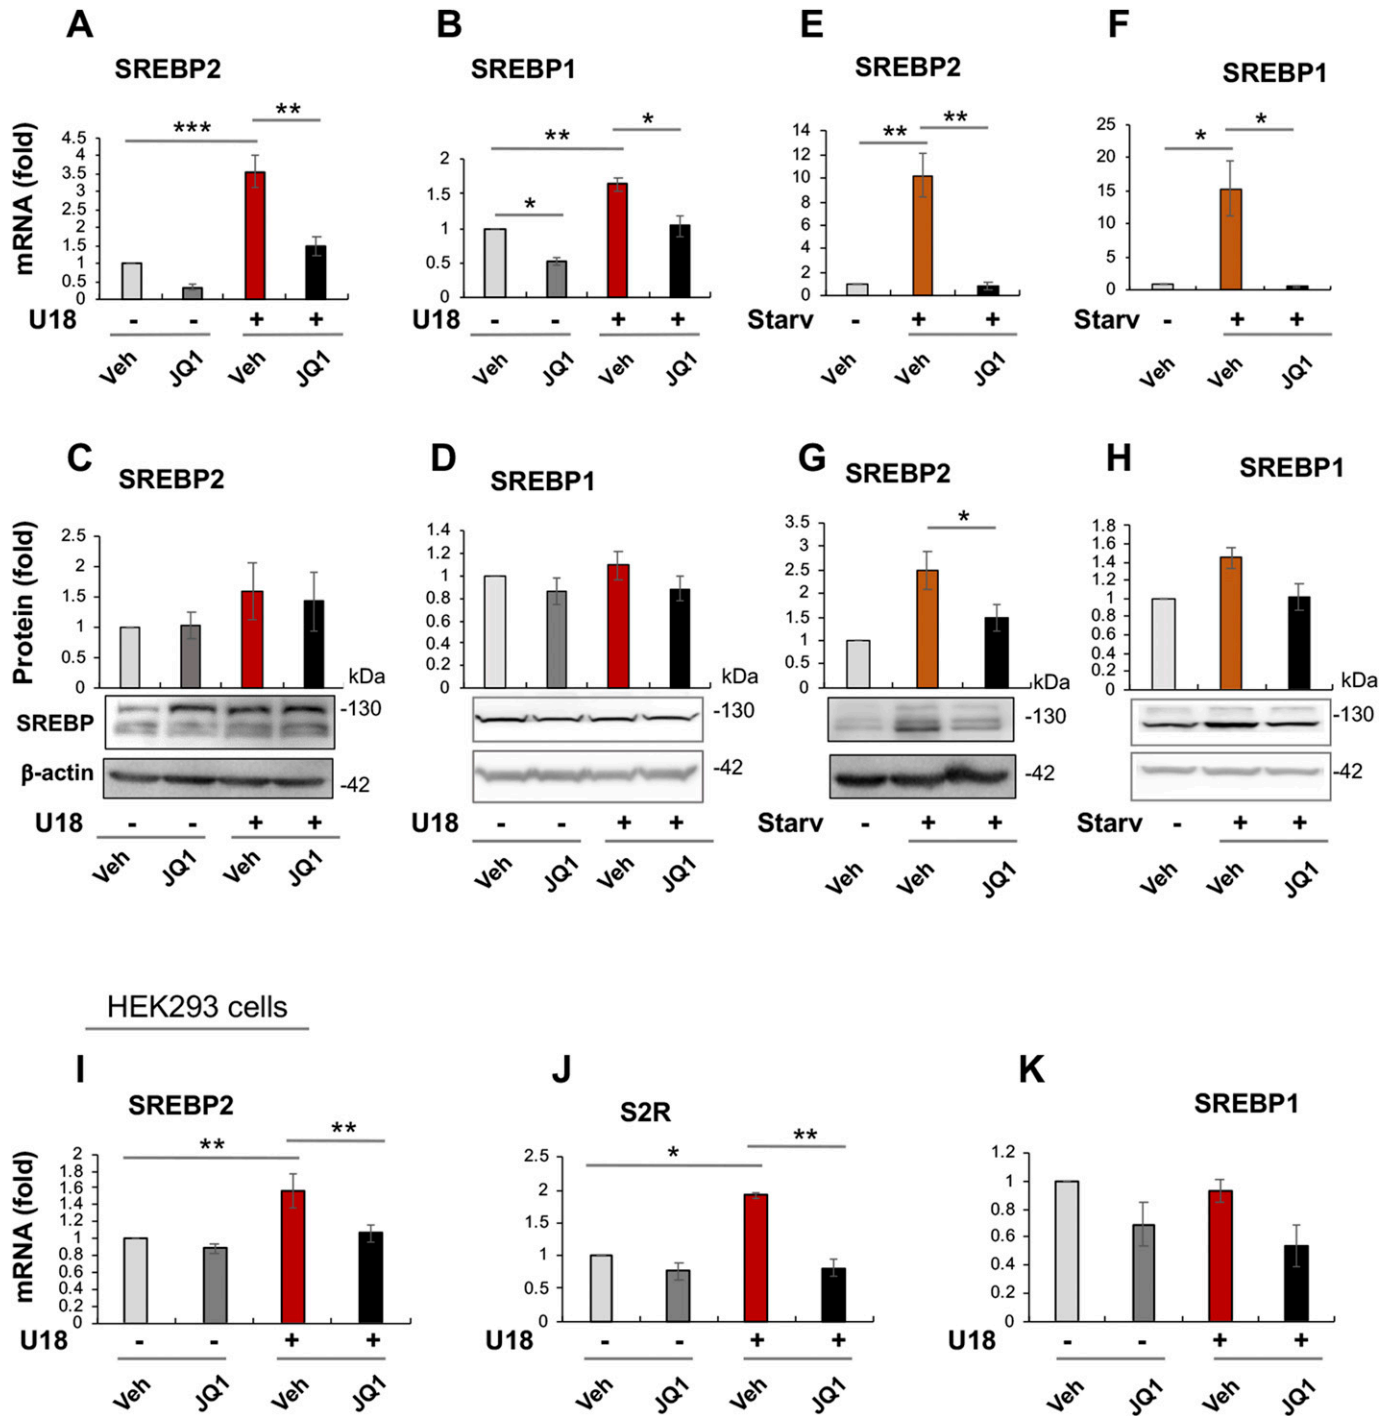 A
SREBP2
mRNA (fold)
4.5
4
3.5
3
2.5
2
1.5
1
0.5
0
***
**
U18 - - + +
Veh JQ1 Veh JQ1
B
SREBP1
2
1.5
1
0.5
0
**
*
*
U18 - - + +
Veh JQ1 Veh JQ1
E
SREBP2
14
12
10
8
6
4
2
0
** **
Starv - + +
Veh Veh JQ1
F
SREBP1
25
20
15
10
5
0
* *
Starv - + +
Veh Veh JQ1
C
SREBP2
Protein (fold)
2.5
2
1.5
1
0.5
0
kDa
SREBP -130
β-actin -42
U18 - - + +
Veh JQ1 Veh JQ1
D
SREBP1
1.4
1.2
1
0.8
0.6
0.4
0.2
0
kDa
-130
-42
U18 - - + +
Veh JQ1 Veh JQ1
G
SREBP2
3.5
3
2.5
2
1.5
1
0.5
0
*
kDa
-130
-42
Starv - + +
Veh Veh JQ1
H
SREBP1
1.8
1.6
1.4
1.2
1
0.8
0.6
0.4
0.2
0
kDa
-130
-42
Starv - + +
Veh Veh JQ1
HEK293 cells
I
SREBP2
mRNA (fold)
2
1.8
1.6
1.4
1.2
1
0.8
0.6
0.4
0.2
0
** **
U18 - - + +
Veh JQ1 Veh JQ1
J
S2R
2.5
2
1.5
1
0.5
0
* **
U18 - - + +
Veh JQ1 Veh JQ1
K
SREBP1
1.2
1
0.8
0.6
0.4
0.2
0
U18 - - + +
Veh JQ1 Veh JQ1